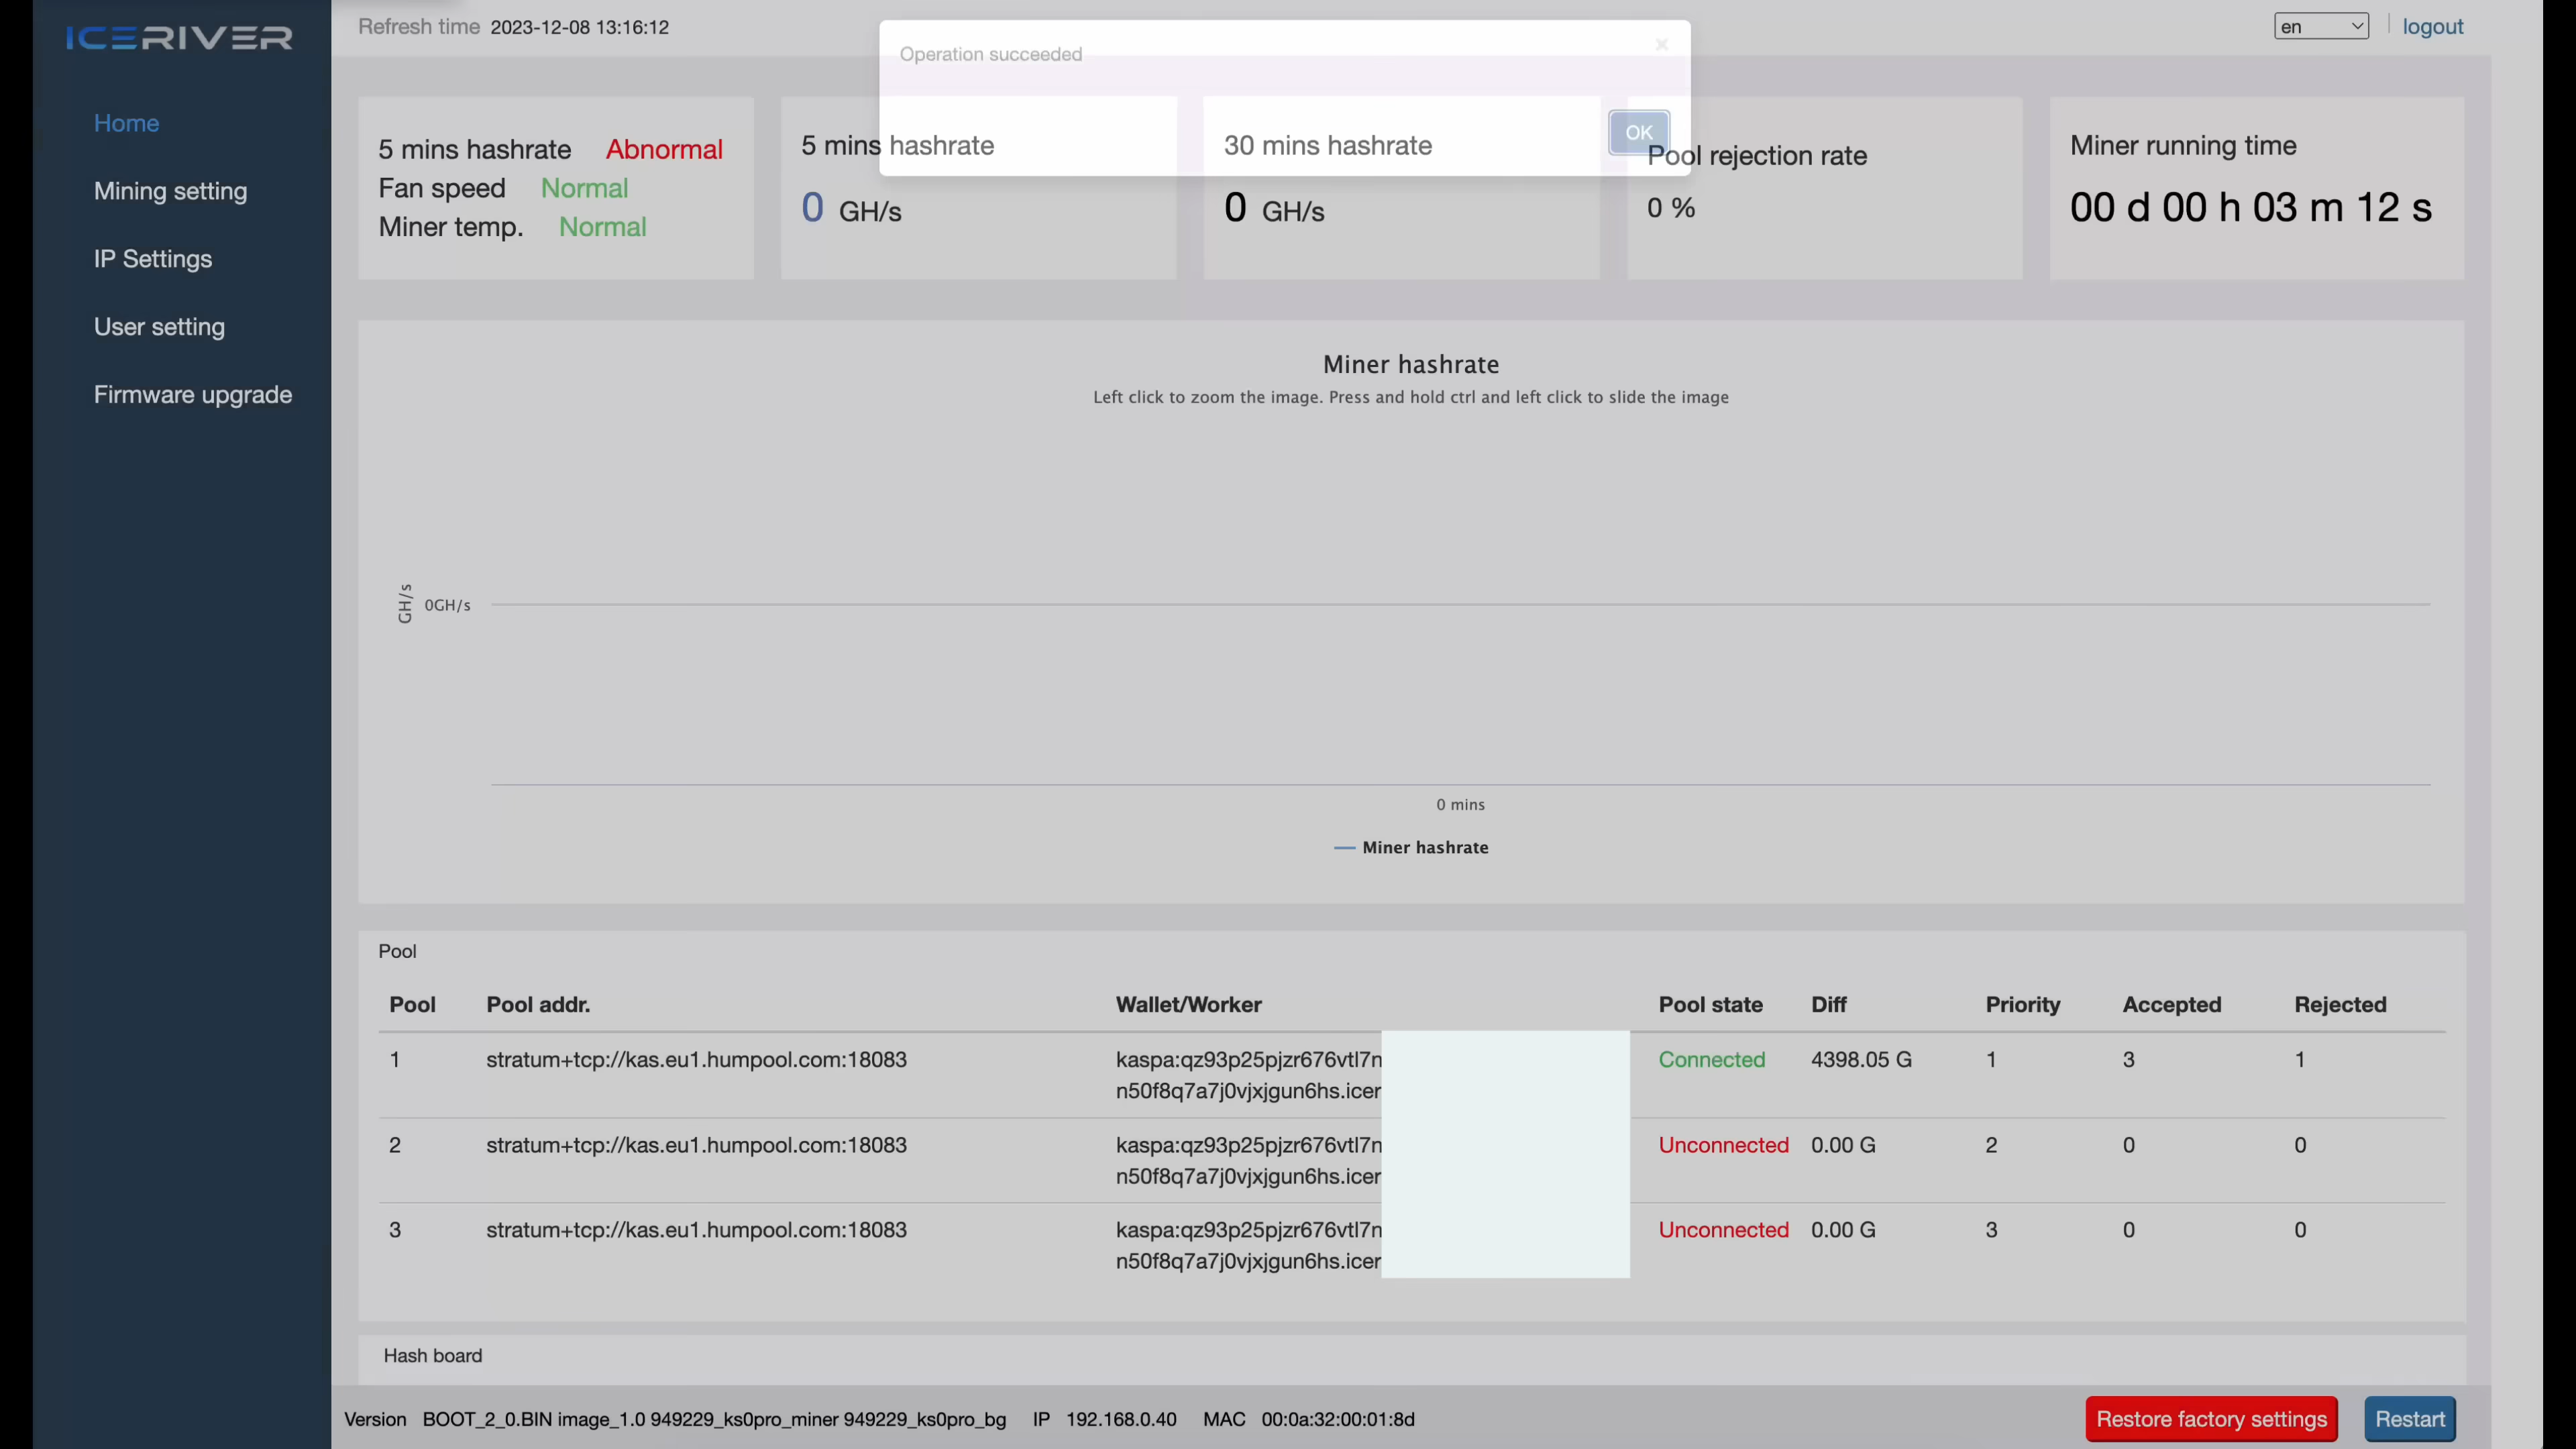 ICERIVER
Refresh time 2023-12-08 13:16:12
en
logout
Operation succeeded
×
OK
Home
Mining setting
IP Settings
User setting
Firmware upgrade
5 mins hashrate Abnormal
Fan speed Normal
Miner temp. Normal
5 mins hashrate
0 GH/s
30 mins hashrate
0 GH/s
Pool rejection rate
0 %
Miner running time
00 d 00 h 03 m 12 s
Miner hashrate
Left click to zoom the image. Press and hold ctrl and left click to slide the image
GH/s
0GH/s
0 mins
Miner hashrate
Pool
Pool Pool addr. Wallet/Worker Pool state Diff Priority Accepted Rejected
1 stratum+tcp://kas.eu1.humpool.com:18083 kaspa:qz93p25pjzr676vtl7n Connected 4398.05 G 1 3 1
n50f8q7a7j0vjxjgun6hs.icer
2 stratum+tcp://kas.eu1.humpool.com:18083 kaspa:qz93p25pjzr676vtl7n Unconnected 0.00 G 2 0 0
n50f8q7a7j0vjxjgun6hs.icer
3 stratum+tcp://kas.eu1.humpool.com:18083 kaspa:qz93p25pjzr676vtl7n Unconnected 0.00 G 3 0 0
n50f8q7a7j0vjxjgun6hs.icer
Hash board
Version BOOT_2_0.BIN image_1.0 949229_ks0pro_miner 949229_ks0pro_bg IP 192.168.0.40 MAC 00:0a:32:00:01:8d
Restore factory settings
Restart